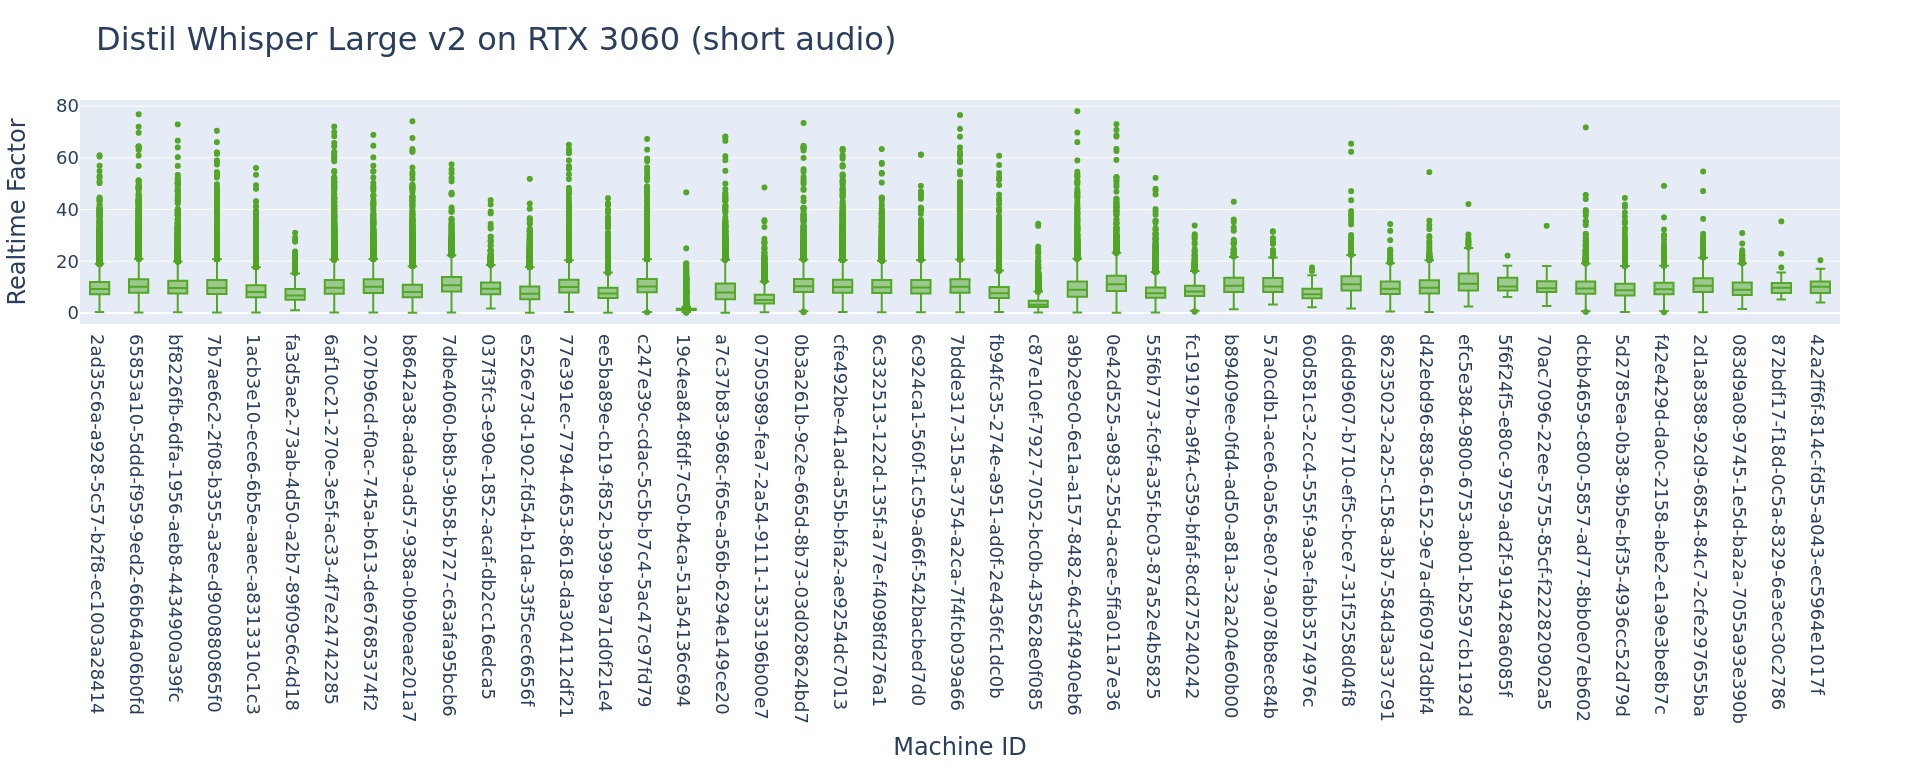 Distil Whisper Large v2 on RTX 3060 (short audio)
Realtime Factor
80
60
40
20
0
2ad35c6a-a928-5c57-b2f8-ec1003a28414
65853a10-5ddd-f959-9ed2-66b64a06b0fd
bf8226fb-6dfa-1956-aeb8-4434900a39fc
7b7ae6c2-2f08-b355-a3ee-d900880865f0
1acb3e10-ece6-6b5e-aaec-a8313310c1c3
fa3d5ae2-73ab-4d50-a2b7-89f09c6c4d18
6af10c21-270e-3e5f-ac33-4f7e24742285
207b96cd-f0ac-745a-b613-de67685374f2
b8642a38-ada9-ad57-938a-0b90eae201a7
7dbe4060-b8b3-9b58-b727-c63afa95bcb6
037f3fc3-e90e-1852-acaf-db2cc16edca5
e526e73d-1902-fd54-b1da-33f5cec6656f
77e391ec-7794-4653-8618-da304112df21
ee5ba89e-cb19-f852-b399-b9a71d0f21e4
c247e39c-cdac-5c5b-b7c4-5ac47c97fd79
19c4ea84-8fdf-7c50-b4ca-51a54136c694
a7c37b83-968c-f65e-a56b-6294e149ce20
07505989-fea7-2a54-9111-1353196b00e7
0b3a261b-9c2e-665d-8b73-03d028624bd7
cfe492be-41ad-a55b-bfa2-ae9254dc7013
6c332513-122d-135f-a77e-f4098fd276a1
6c924ca1-560f-1c59-a66f-542bacbed7d0
7bdde317-315a-3754-a2ca-7f4fcb039a66
fb94fc35-274e-a951-ad0f-2e436fc1dc0b
c87e10ef-7927-7052-bc0b-435628e0f085
a9b2e9c0-6e1a-a157-8482-64c3f4940eb6
0e42d525-a983-255d-acae-5ffa011a7e36
55f6b773-fc9f-a35f-bc03-87a52e4b5825
fc19197b-a9f4-c359-bfaf-8cd275240242
b89409ee-0fd4-ad50-a81a-32a204e60b00
57a0cdb1-ace6-0a56-8e07-9a078b8ec84b
60d581c3-2cc4-555f-9a3e-fabb3574976c
d6dd9607-b710-ef5c-bce7-31f5258d04f8
86235023-2a25-c158-a3b7-584d3a337c91
d42ebd96-8836-6152-9e7a-df6097d3dbf4
efc5e384-9800-6753-ab01-b2597cb1192d
5f6f24f5-e80c-9759-ad2f-919428a6085f
70ac7096-22ee-5755-85cf-f222820902a5
dcbb4659-c800-5857-ad77-8bb0e07eb602
5d2785ea-0b38-9b5e-bf35-4936cc52d79d
f42e429d-da0c-2158-abe2-e1a9e3be8b7c
2d1a8388-92d9-6854-84c7-2cfe297655ba
083d9a08-9745-1e5d-ba2a-7055a93e390b
872bdf17-f18d-0c5a-8329-6e3ec30c2786
42a2ff6f-814c-fd55-a043-ec5964e1017f
Machine ID